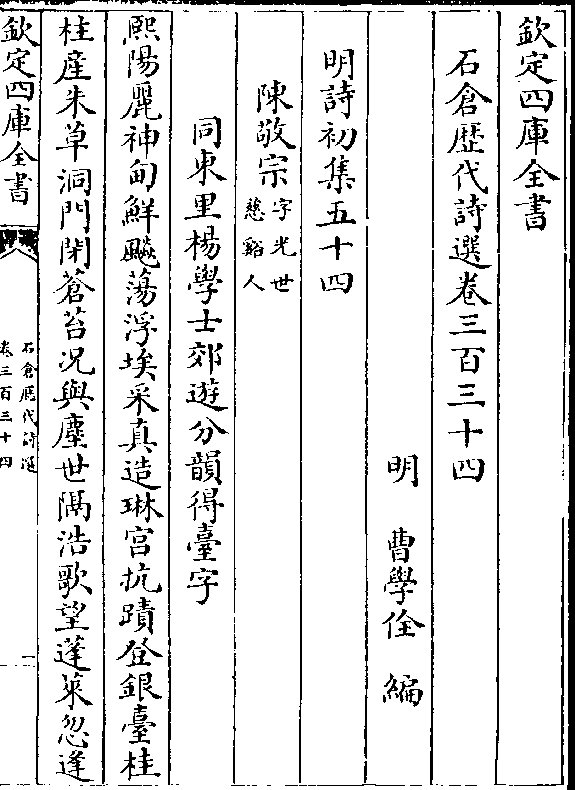 欽定四庫全書
石倉歴代詩選卷三百三十四
明　曹學佺　編
明詩初集五十四
陳敬宗字光世
慈谿人
同東里楊學士郊遊分韻得臺字
熈陽麗神甸鮮飈蕩浮埃采真造琳宫抗蹟登銀臺桂
桂産朱草洞門閉蒼苔况與塵世隔浩歌望蓬萊忽逢
欽定四庫全書
石倉歴代詩選
卷三百三十四
一